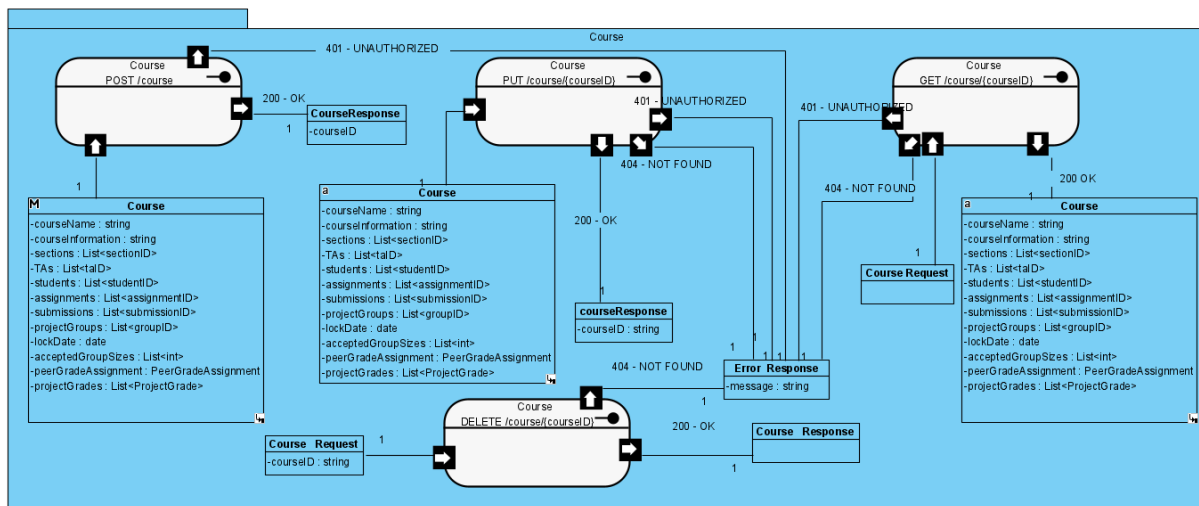 Course
401 - UNAUTHORIZED
Course
POST /course
200 - OK
1
CourseResponse
-courseID
1
M
Course
-courseName : string
-courseInformation : string
-sections : List<sectionID>
-TAs : List<taID>
-students : List<studentID>
-assignments : List<assignmentID>
-submissions : List<submissionID>
-projectGroups : List<groupID>
-lockDate : date
-acceptedGroupSizes : List<int>
-peerGradeAssignment : PeerGradeAssignment
-projectGrades : List<ProjectGrade>
Course
PUT /course/{courseID}
401 - UNAUTHORIZED
404 - NOT FOUND
200 - OK
1
1
a
Course
-courseName : string
-courseInformation : string
-sections : List<sectionID>
-TAs : List<taID>
-students : List<studentID>
-assignments : List<assignmentID>
-submissions : List<submissionID>
-projectGroups : List<groupID>
-lockDate : date
-acceptedGroupSizes : List<int>
-peerGradeAssignment : PeerGradeAssignment
-projectGrades : List<ProjectGrade>
courseResponse
-courseID : string
Course
GET /course/{courseID}
401 - UNAUTHORIZED
404 - NOT FOUND
200 OK
1
1
Course Request
a
Course
-courseName : string
-courseInformation : string
-sections : List<sectionID>
-TAs : List<taID>
-students : List<studentID>
-assignments : List<assignmentID>
-submissions : List<submissionID>
-projectGroups : List<groupID>
-lockDate : date
-acceptedGroupSizes : List<int>
-peerGradeAssignment : PeerGradeAssignment
-projectGrades : List<ProjectGrade>
1
1
1
1
1
Error Response
-message : string
404 - NOT FOUND
1
Course
DELETE /course/{courseID}
200 - OK
1
Course Request
-courseID : string
1
Course Response